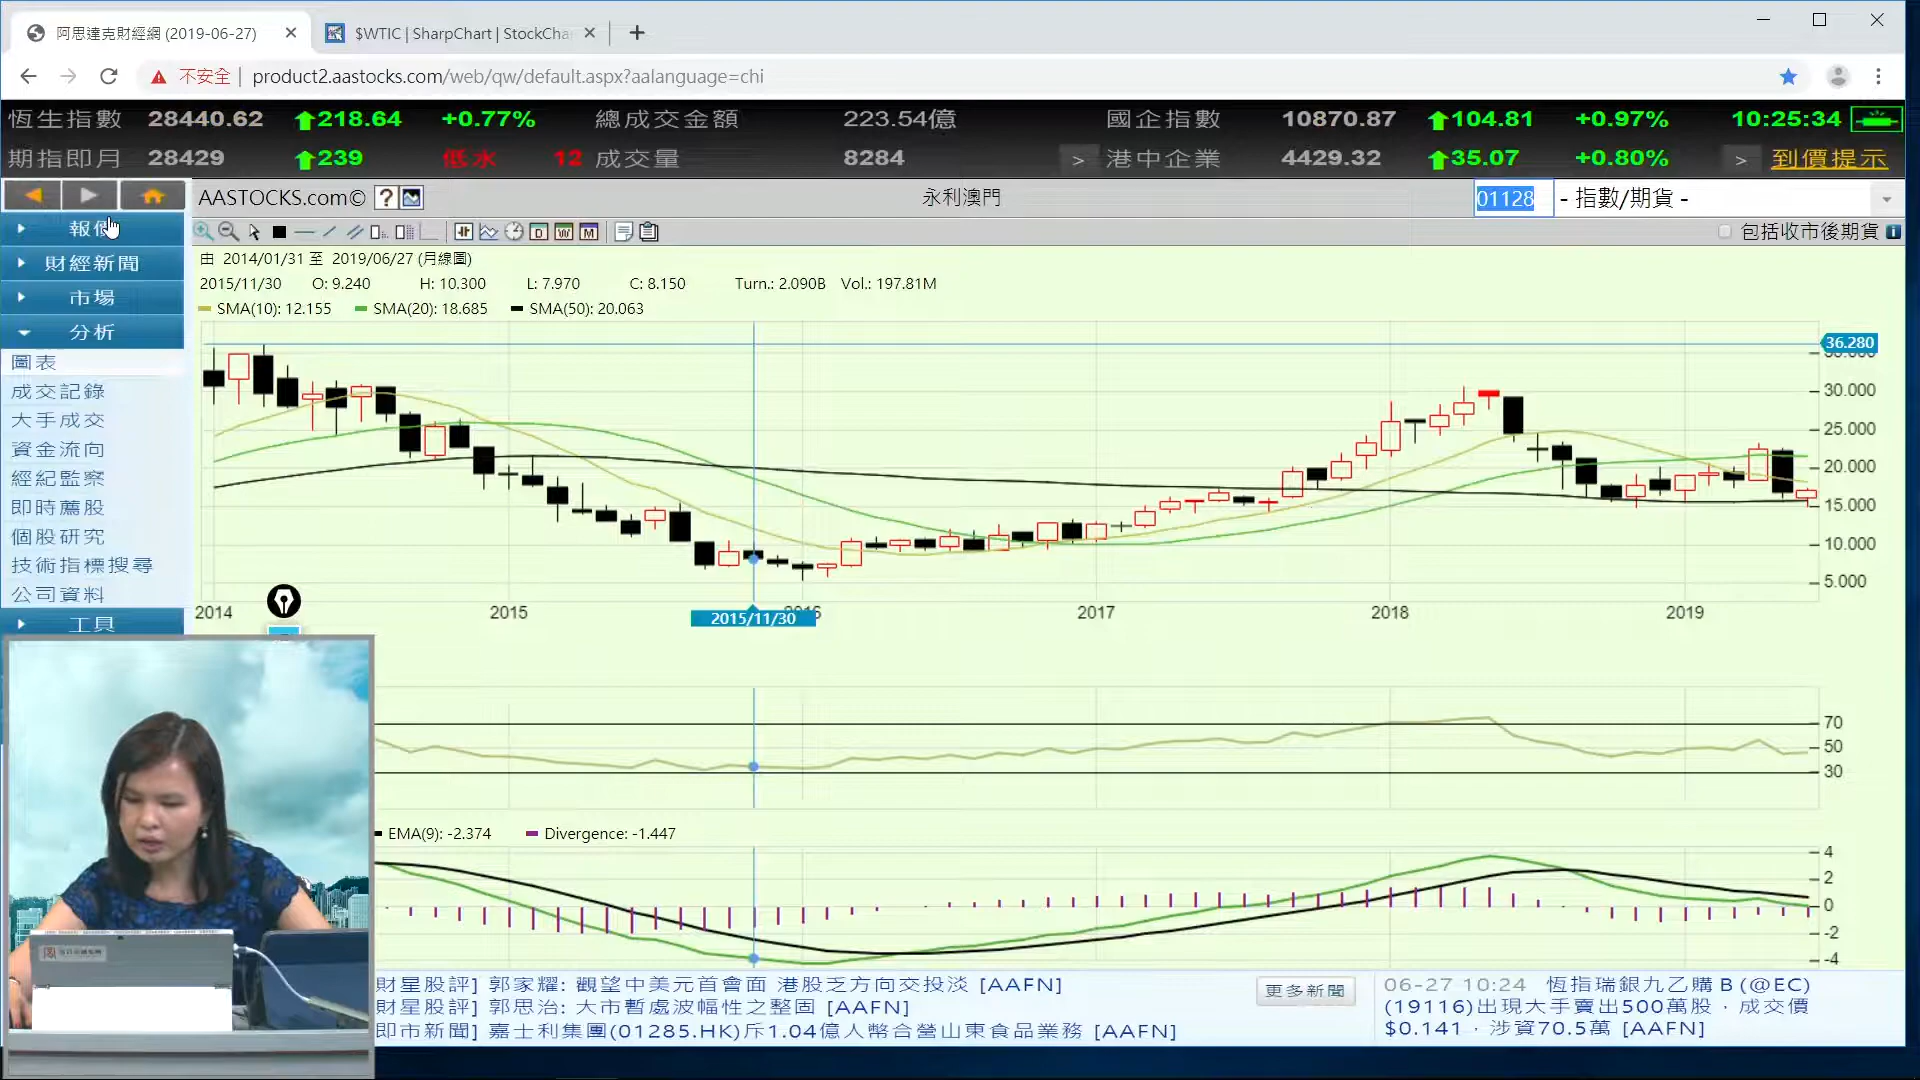 阿思達克財經網 (2019-06-27)
$WTIC | SharpChart | StockCha
不安全
product2.aastocks.com/web/qw/default.aspx?aalanguage=chi
恆生指數 28440.62 218.64 +0.77% 總成交金額 223.54億 國企指數 10870.87 104.81 +0.97% 10:25:34
期指即月 28429 239 低水 12 成交量 8284 > 港中企業 4429.32 35.07 +0.80% > 到價提示
AASTOCKS.com© ? 永利澳門 01128 - 指數/期貨 -
包括收市後期貨 i
報價
財經新聞
市場
分析
圖表
成交記錄
大手成交
資金流向
經紀監察
即時薦股
個股研究
技術指標搜尋
公司資料
工具
D W M
由 2014/01/31 至 2019/06/27 (月線圖)
2015/11/30 O: 9.240 H: 10.300 L: 7.970 C: 8.150 Turn.: 2.090B Vol.: 197.81M
SMA(10): 12.155 SMA(20): 18.685 SMA(50): 20.063
36.280
30.000
25.000
20.000
15.000
10.000
5.000
2014 2015 2016 2017 2018 2019
2015/11/30
70
50
30
EMA(9): -2.374 Divergence: -1.447
4
2
0
-2
-4
財星股評] 郭家耀: 觀望中美元首會面 港股乏方向交投淡 [AAFN]
財星股評] 郭思治: 大市暫處波幅性之整固 [AAFN]
即市新聞] 嘉士利集團(01285.HK)斥1.04億人幣合營山東食品業務 [AAFN]
更多新聞
06-27 10:24 恆指瑞銀九乙購B(@EC)
(19116)出現大手賣出500萬股，成交價
$0.141，涉資70.5萬 [AAFN]